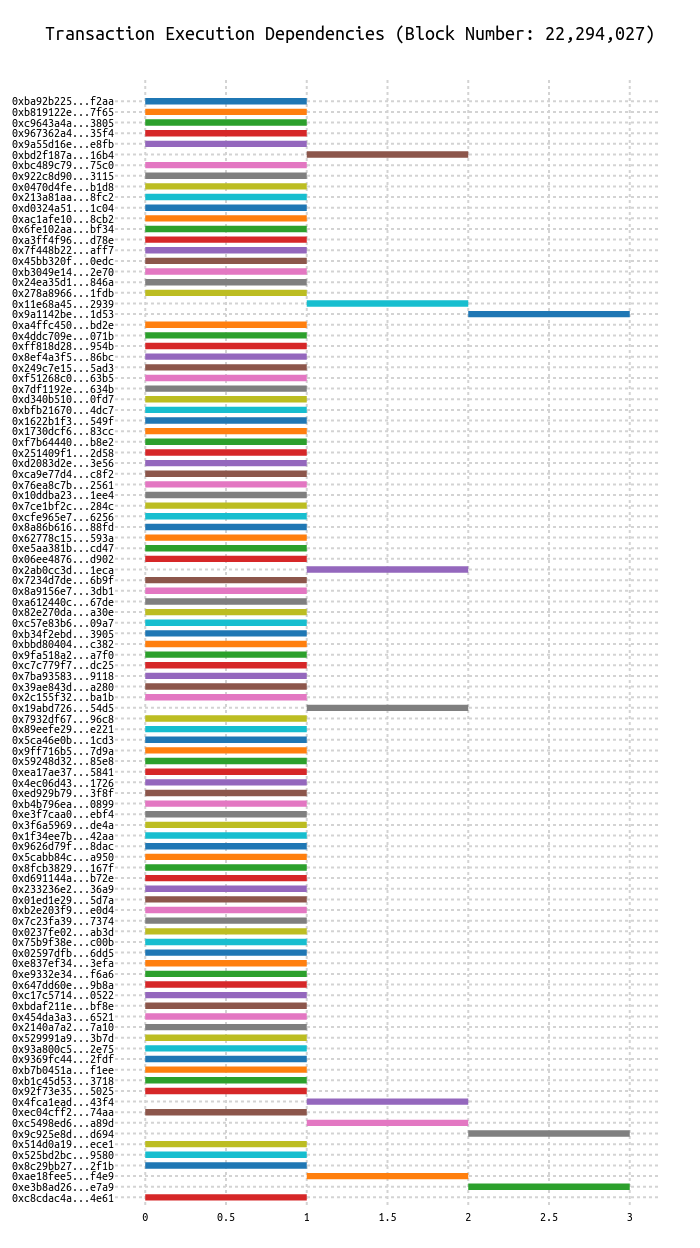 Transaction Execution Dependencies (Block Number: 22,294,027)
0xba92b225...f2aa
0xb819122e...7f65
0xc9643a4a...3805
0x967362a4...35f4
0x9a55d16e...e8fb
0xbd2f187a...16b4
0xbc489c79...75c0
0x922c8d90...3115
0x0470d4fe...b1d8
0x213a81aa...8fc2
0xd0324a51...1c04
0xac1afe10...8cb2
0x6fe102aa...bf34
0xa3ff4f96...d78e
0x7f448b22...aff7
0x45bb320f...0edc
0xb3049e14...2e70
0x24ea35d1...846a
0x278a8966...1fdb
0x11e68a45...2939
0x9a1142be...1d53
0xa4ffc450...bd2e
0x4ddc709e...071b
0xff818d28...954b
0x8ef4a3f5...86bc
0x249c7e15...5ad3
0xf51268c0...63b5
0x7df1192e...634b
0xd340b510...0fd7
0xbfb21670...4dc7
0x1622b1f3...549f
0x1730dcf6...83cc
0xf7b64440...b8e2
0x251409f1...2d58
0xd2083d2e...3e56
0xca9e77d4...c8f2
0x76ea8c7b...2561
0x10ddba23...1ee4
0x7ce1bf2c...284c
0xcfe965e7...6256
0x8a86b616...88fd
0x62778c15...593a
0xe5aa381b...cd47
0x06ee4876...d902
0x2ab0cc3d...1eca
0x7234d7de...6b9f
0x8a9156e7...3db1
0xa612440c...67de
0x82e270da...a30e
0xc57e83b6...09a7
0xb34f2ebd...3905
0xbbd80404...c382
0x9fa518a2...a7f0
0xc7c779f7...dc25
0x7ba93583...9118
0x39ae843d...a280
0x2c155f32...ba1b
0x19abd726...54d5
0x7932df67...96c8
0x89eefe29...e221
0x5ca46e0b...1cd3
0x9ff716b5...7d9a
0x59248d32...85e8
0xea17ae37...5841
0x4ec06d43...1726
0xed929b79...3f8f
0xb4b796ea...0899
0xe3f7caa0...ebf4
0x3f6a5969...de4a
0x1f34ee7b...42aa
0x9626d79f...8dac
0x5cabb84c...a950
0x8fcb3829...167f
0xd691144a...b72e
0x233236e2...36a9
0x01ed1e29...5d7a
0xb2e203f9...e0d4
0x7c23fa39...7374
0x0237fe02...ab3d
0x75b9f38e...c00b
0x02597dfb...6dd5
0xe837ef34...3efa
0xe9332e34...f6a6
0x647dd60e...9b8a
0xc17c5714...0522
0xbdaf211e...bf8e
0x454da3a3...6521
0x2140a7a2...7a10
0x529991a9...3b7d
0x93a800c5...2e75
0x9369fc44...2fdf
0xb7b0451a...f1ee
0xb1c45d53...3718
0x92f73e35...5025
0x4fca1ead...43f4
0xec04cff2...74aa
0xc5498ed6...a89d
0x9c925e8d...d694
0x514d0a19...ece1
0x525bd2bc...9580
0x8c29bb27...2f1b
0xae18fee5...f4e9
0xe3b8ad26...e7a9
0xc8cdac4a...4e61
0 0.5 1 1.5 2 2.5 3